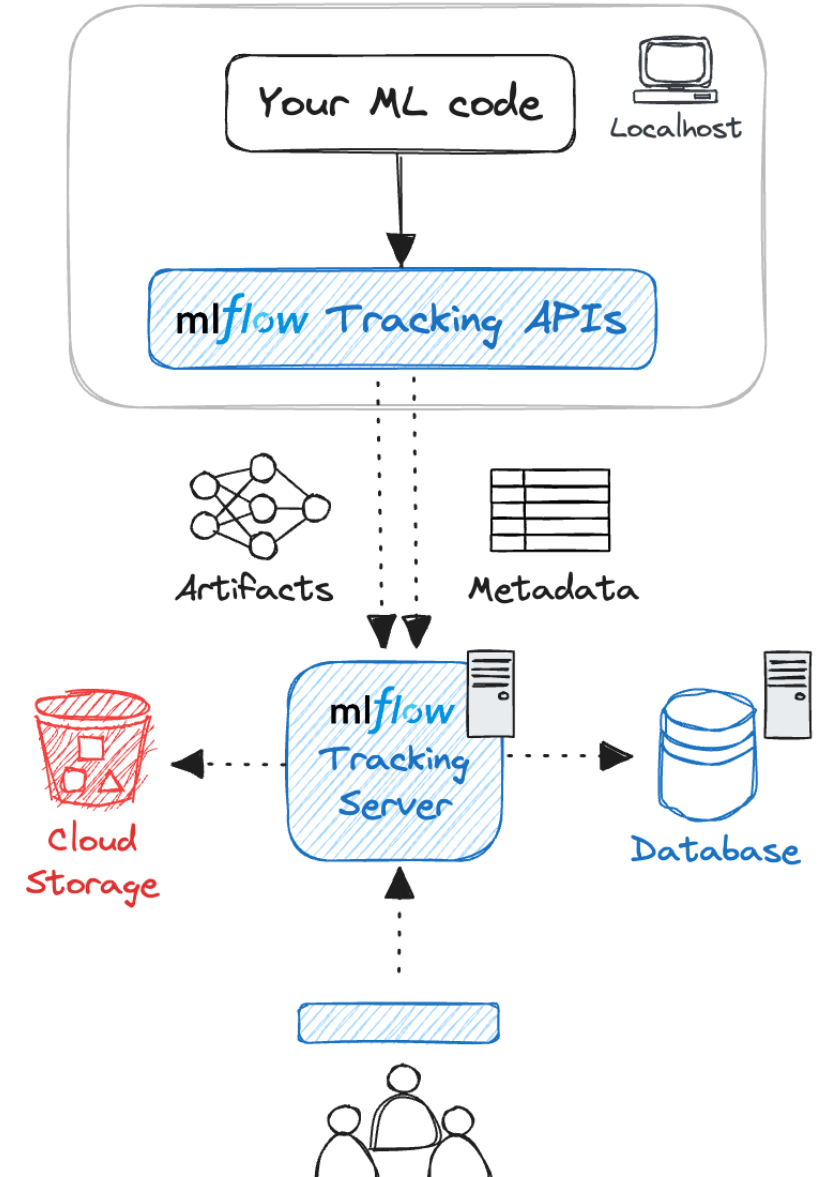 Your ML code
Localhost
mlflow Tracking APIs
Artifacts
Metadata
mlflow
Tracking
Server
Cloud
Storage
Database